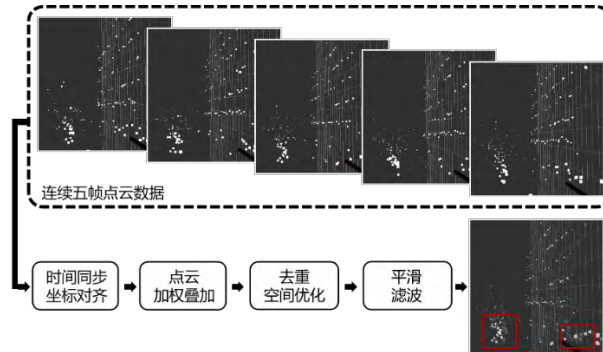 连续五帧点云数据
时间同步
坐标对齐
点云
加权叠加
去重
空间优化
平滑
滤波